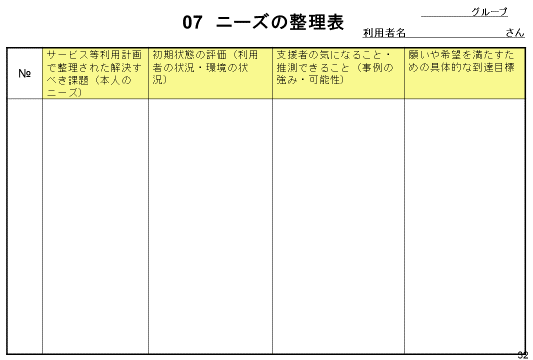 07 ニーズの整理表
グループ
利用者名 さん
№
サービス等利用計画
で整理された解決す
べき課題（本人の
ニーズ）
初期状態の評価（利用
者の状況・環境の状
況）
支援者の気になること・
推測できること（事例の
強み・可能性）
願いや希望を満たすた
めの具体的な到達目標
32